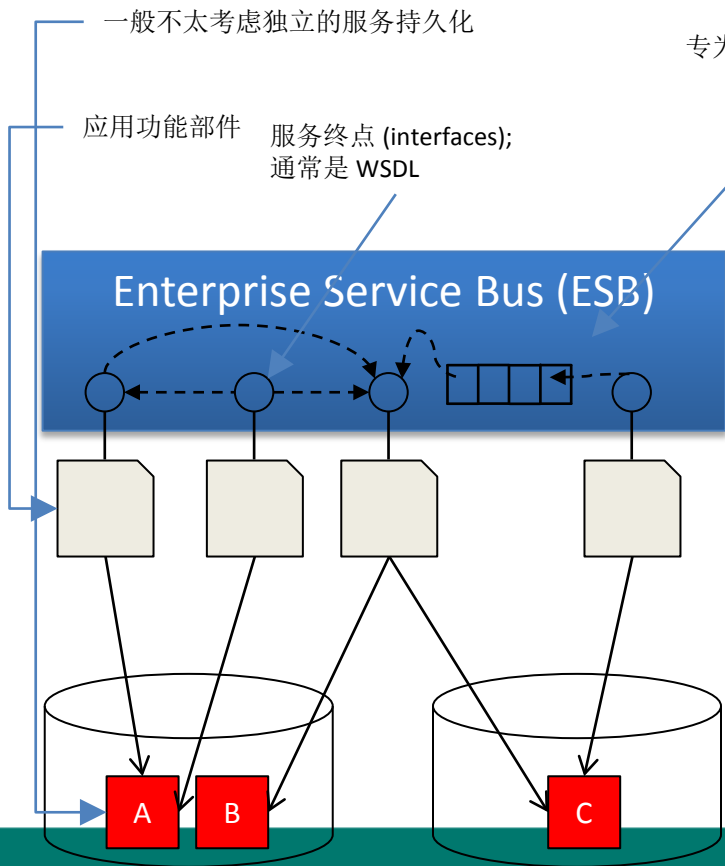 一般不太考虑独立的服务持久化
专为
应用功能部件
服务终点 (interfaces);
通常是 WSDL
Enterprise Service Bus (ESB)
A
B
C